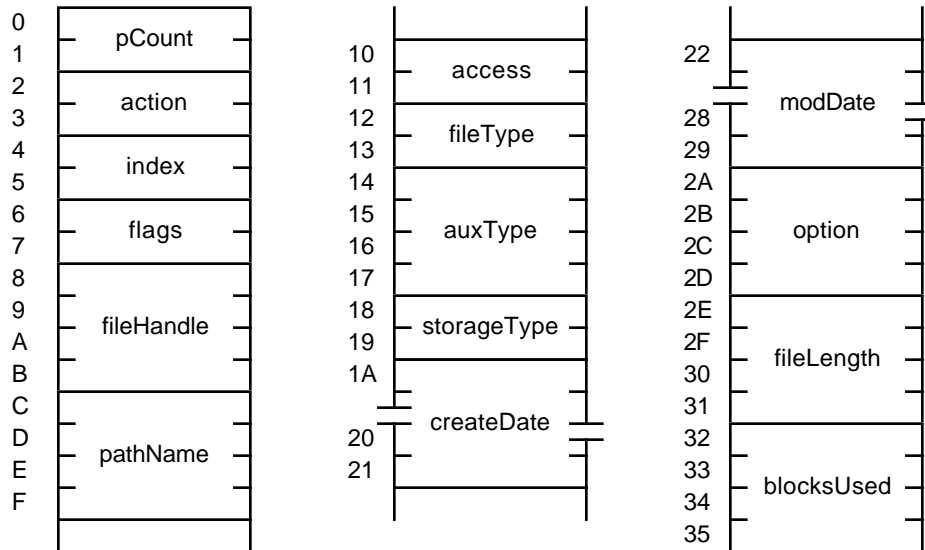 0
pCount
1
2
action
3
4
index
5
6
flags
7
8
9
fileHandle
A
B
C
D
pathName
E
F
10
access
11
12
fileType
13
14
15
auxType
16
17
18
storageType
19
1A
createDate
20
21
22
modDate
28
29
2A
2B
option
2C
2D
2E
2F
fileLength
30
31
32
33
blocksUsed
34
35